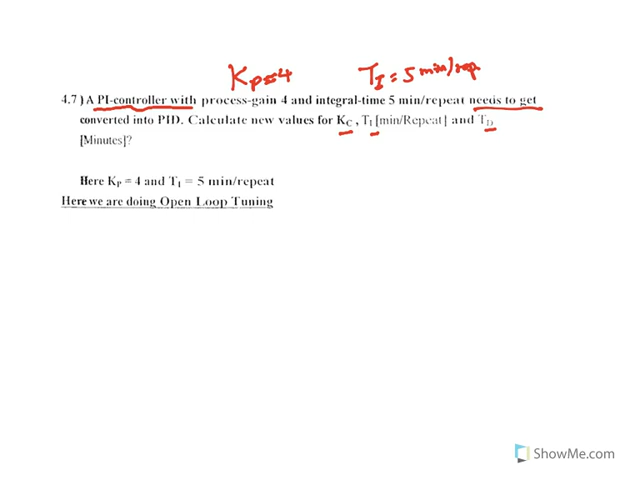 Kp=4 TI = 5 min/rep
4.7 ) A PI-controller with process-gain 4 and integral-time 5 min/repeat needs to get
converted into PID. Calculate new values for KC , TI [min/Repeat] and TD
[Minutes]?
Here KP = 4 and TI = 5 min/repeat
Here we are doing Open Loop Tuning
ShowMe.com